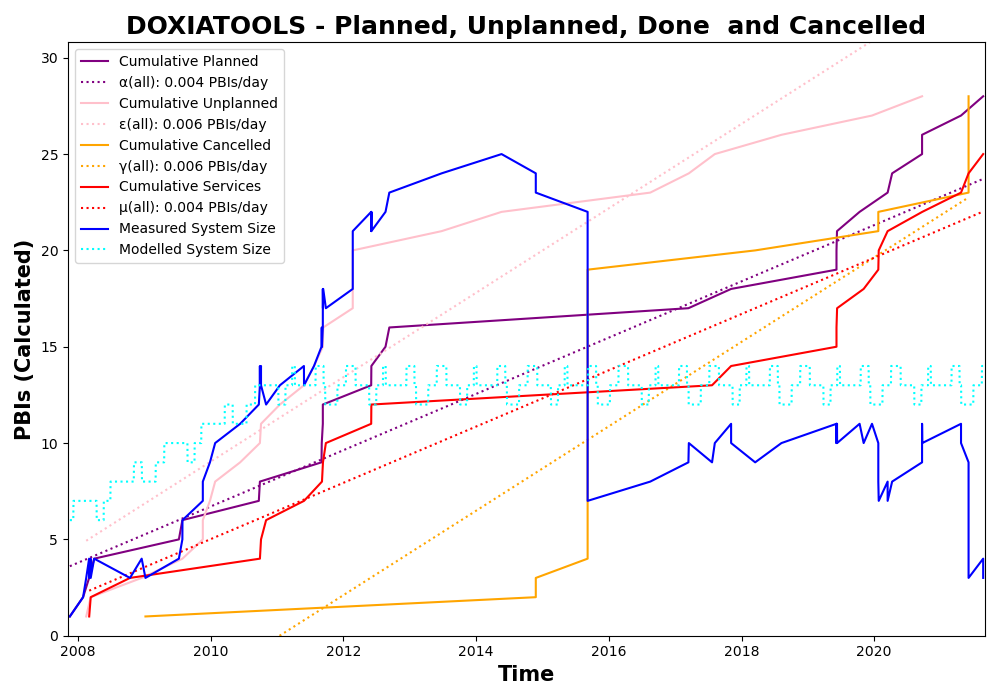 DOXIATOOLS - Planned, Unplanned, Done  and Cancelled
Cumulative Planned
α(all): 0.004 PBIs/day
Cumulative Unplanned
ε(all): 0.006 PBIs/day
Cumulative Cancelled
γ(all): 0.006 PBIs/day
Cumulative Services
μ(all): 0.004 PBIs/day
Measured System Size
Modelled System Size
PBIs (Calculated)
30
25
20
15
10
5
0
2008 2010 2012 2014 2016 2018 2020
Time